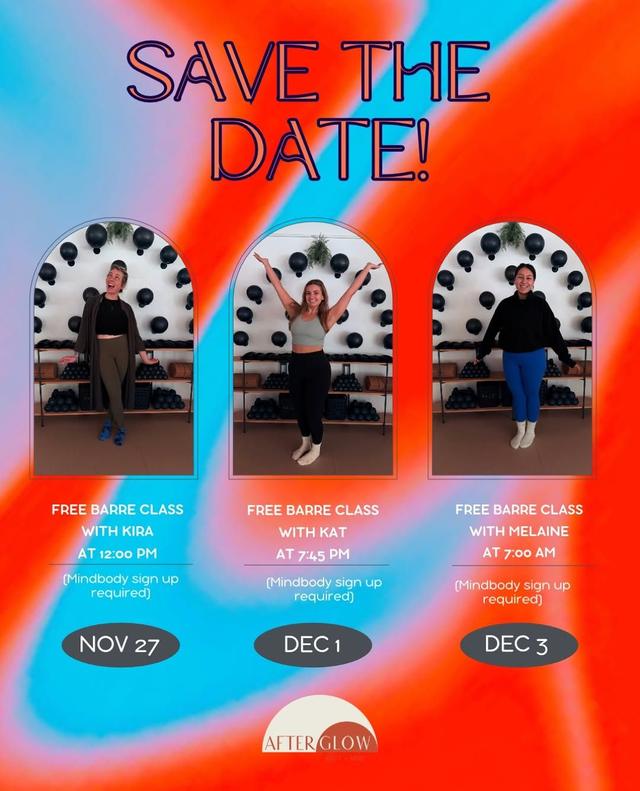 SAVE THE
DATE!
FREE BARRE CLASS
WITH KIRA
AT 12:00 PM
(Mindbody sign up
required)
NOV 27
FREE BARRE CLASS
WITH KAT
AT 7:45 PM
(Mindbody sign up
required)
DEC 1
FREE BARRE CLASS
WITH MELAINE
AT 7:00 AM
(Mindbody sign up
required)
DEC 3
AFTER GLOW